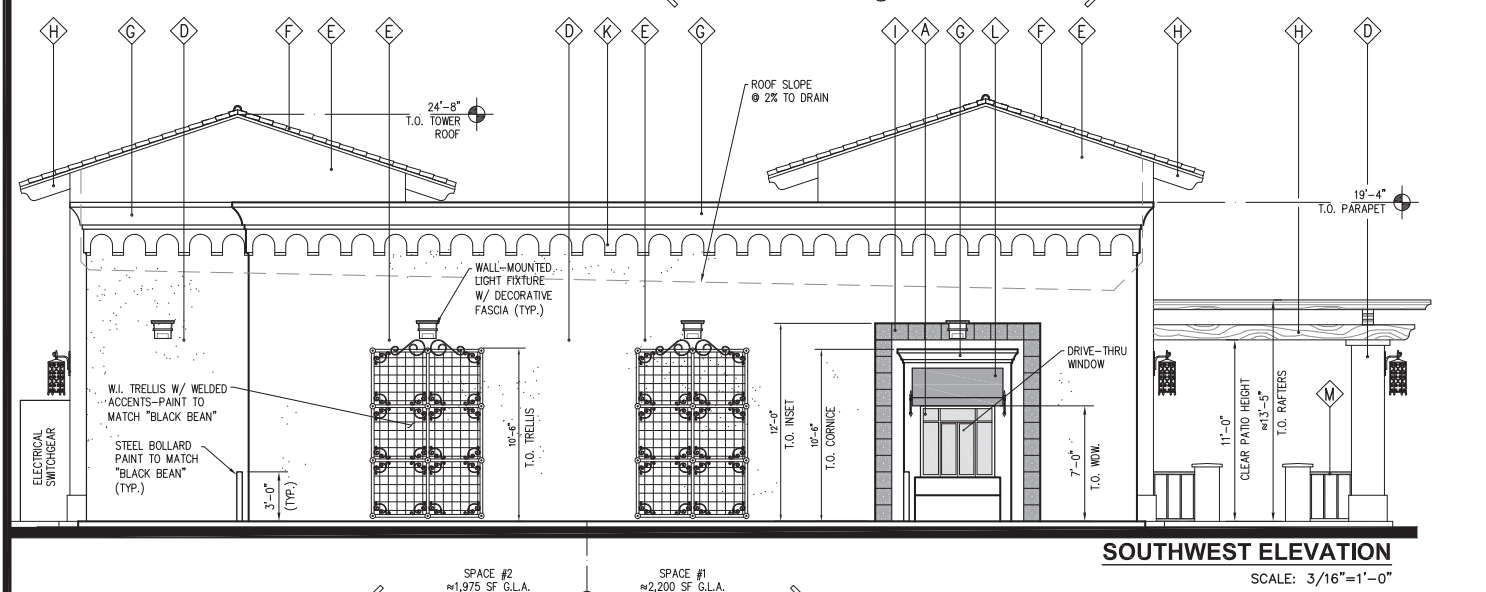 H G D F E E D K E G I A G L F E H H D
ROOF SLOPE
@ 2% TO DRAIN
24'-8"
T.O. TOWER
ROOF
19'-4"
T.O. PARAPET
WALL-MOUNTED
LIGHT FIXTURE
W/ DECORATIVE
FASCIA (TYP.)
DRIVE-THRU
WINDOW
W.I. TRELLIS W/ WELDED
ACCENTS-PAINT TO
MATCH "BLACK BEAN"
STEEL BOLLARD
PAINT TO MATCH
"BLACK BEAN"
(TYP.)
ELECTRICAL
SWITCHGEAR
3'-0"
(TYP.)
10'-6"
T.O. TRELLIS
12'-0"
T.O. INSET
10'-6"
T.O. CORNICE
7'-0"
T.O. WDW.
11'-0"
CLEAR PATIO HEIGHT
≈13'-5"
T.O. RAFTERS
M
SOUTHWEST ELEVATION
SCALE: 3/16"=1'-0"
SPACE #2
≈1,975 SF G.L.A.
SPACE #1
≈2,200 SF G.L.A.